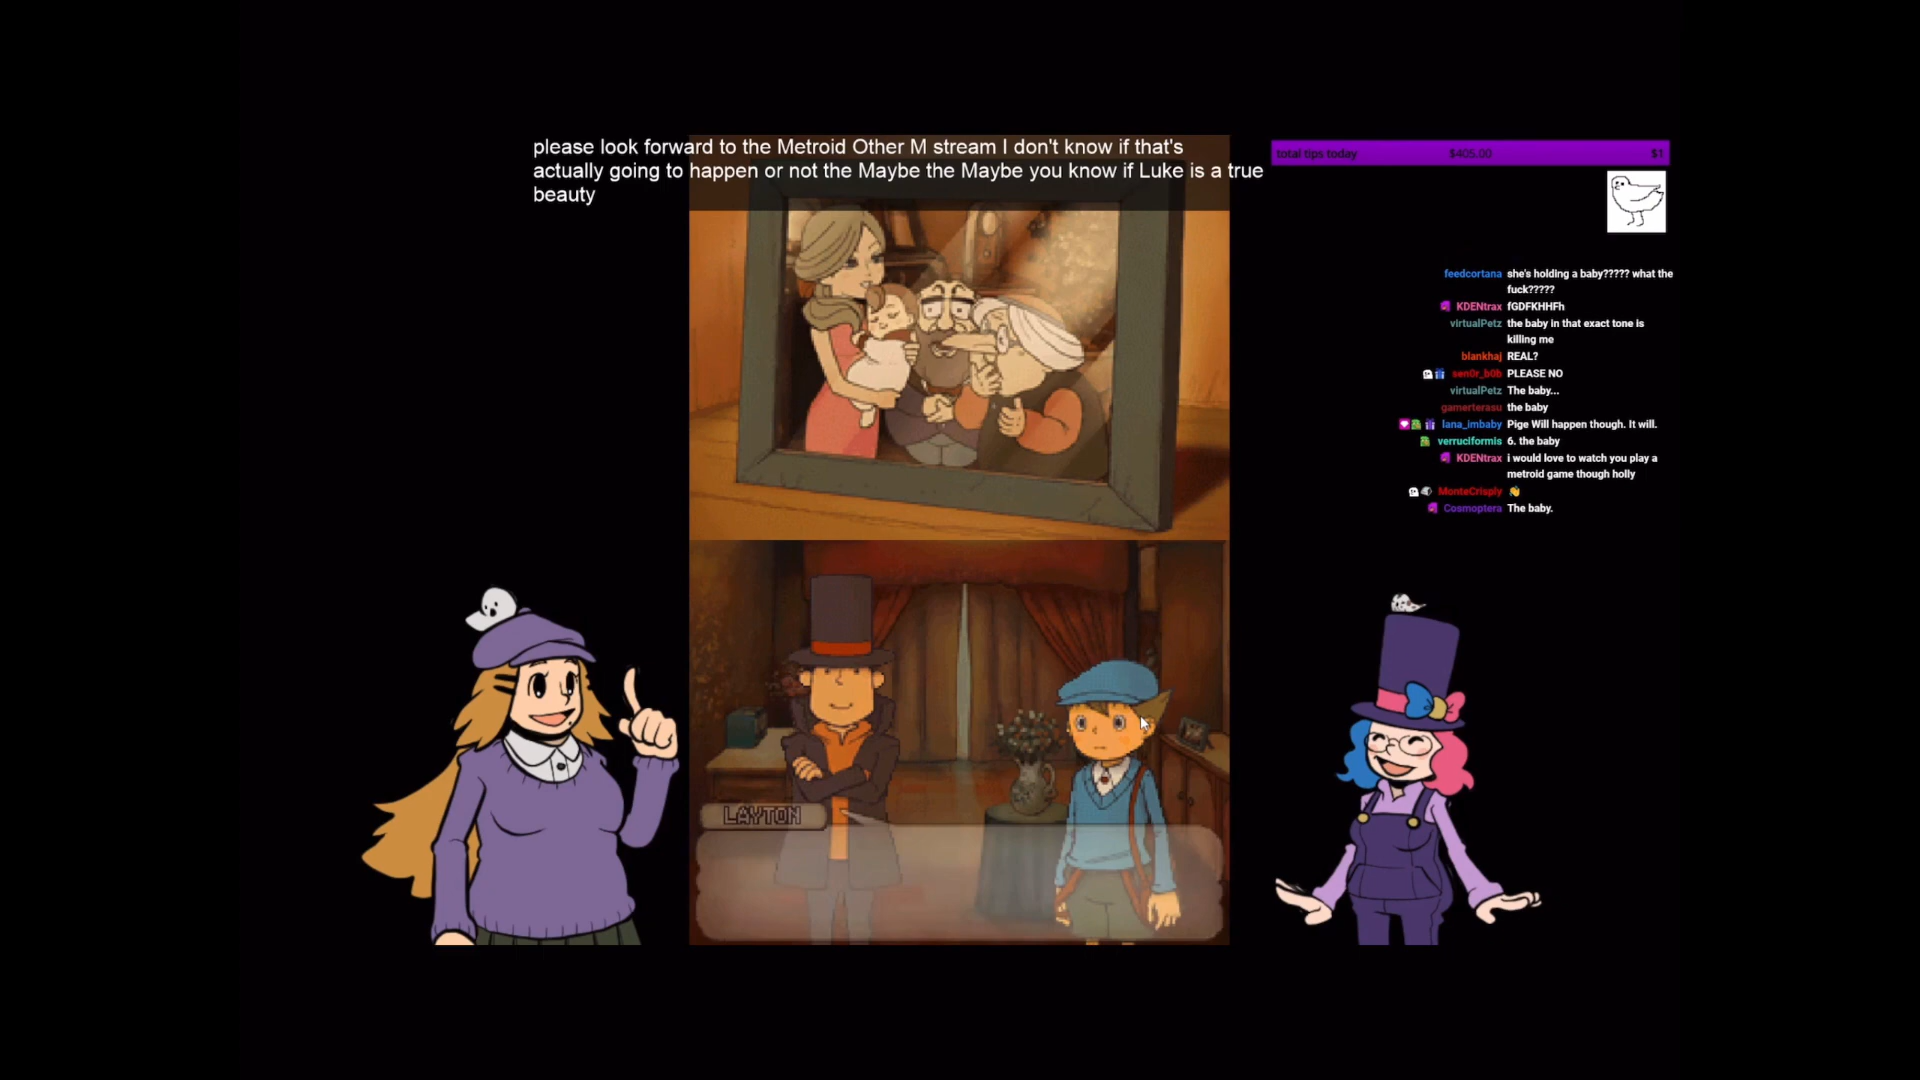 please look forward to the Metroid Other M stream I don't know if that's
actually going to happen or not the Maybe the Maybe you know if Luke is a true
beauty
total tips today $405.00 $1
feedcortana she's holding a baby????? what the
fuck?????
KDENtrax fGDFKHHFh
virtualPetz the baby in that exact tone is
killing me
blankhaj REAL?
sen0r_b0b PLEASE NO
virtualPetz The baby...
gamerterasu the baby
lana_imbaby Pige Will happen though. It will.
verruciformis 6. the baby
KDENtrax i would love to watch you play a
metroid game though holly
MonteCrisply
Cosmoptera The baby.
LAYTON